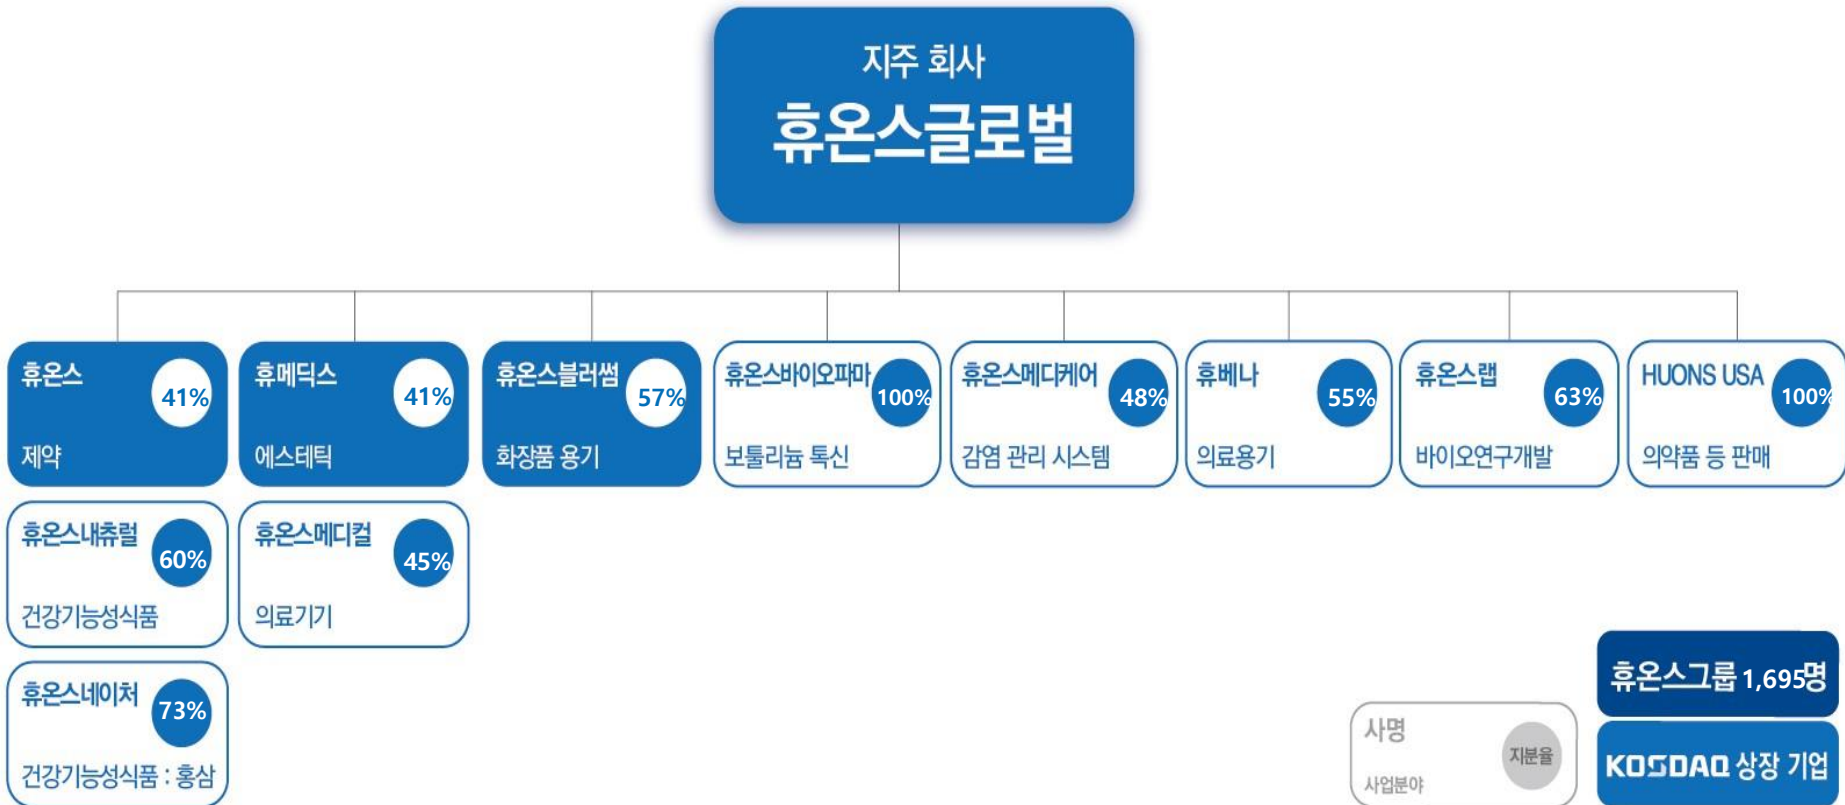 지주 회사
휴온스글로벌
휴온스
41%
제약
휴메딕스
41%
에스테틱
휴온스블러썸
57%
화장품 용기
휴온스바이오파마
100%
보툴리늄 톡신
휴온스메디케어
48%
감염 관리 시스템
휴베나
55%
의료용기
휴온스랩
63%
바이오연구개발
HUONS USA
100%
의약품 등 판매
휴온스내츄럴
60%
건강기능성식품
휴온스메디컬
45%
의료기기
휴온스네이처
73%
건강기능성식품 : 홍삼
사명
지분율
사업분야
휴온스그룹 1,695명
KOSDAQ 상장 기업